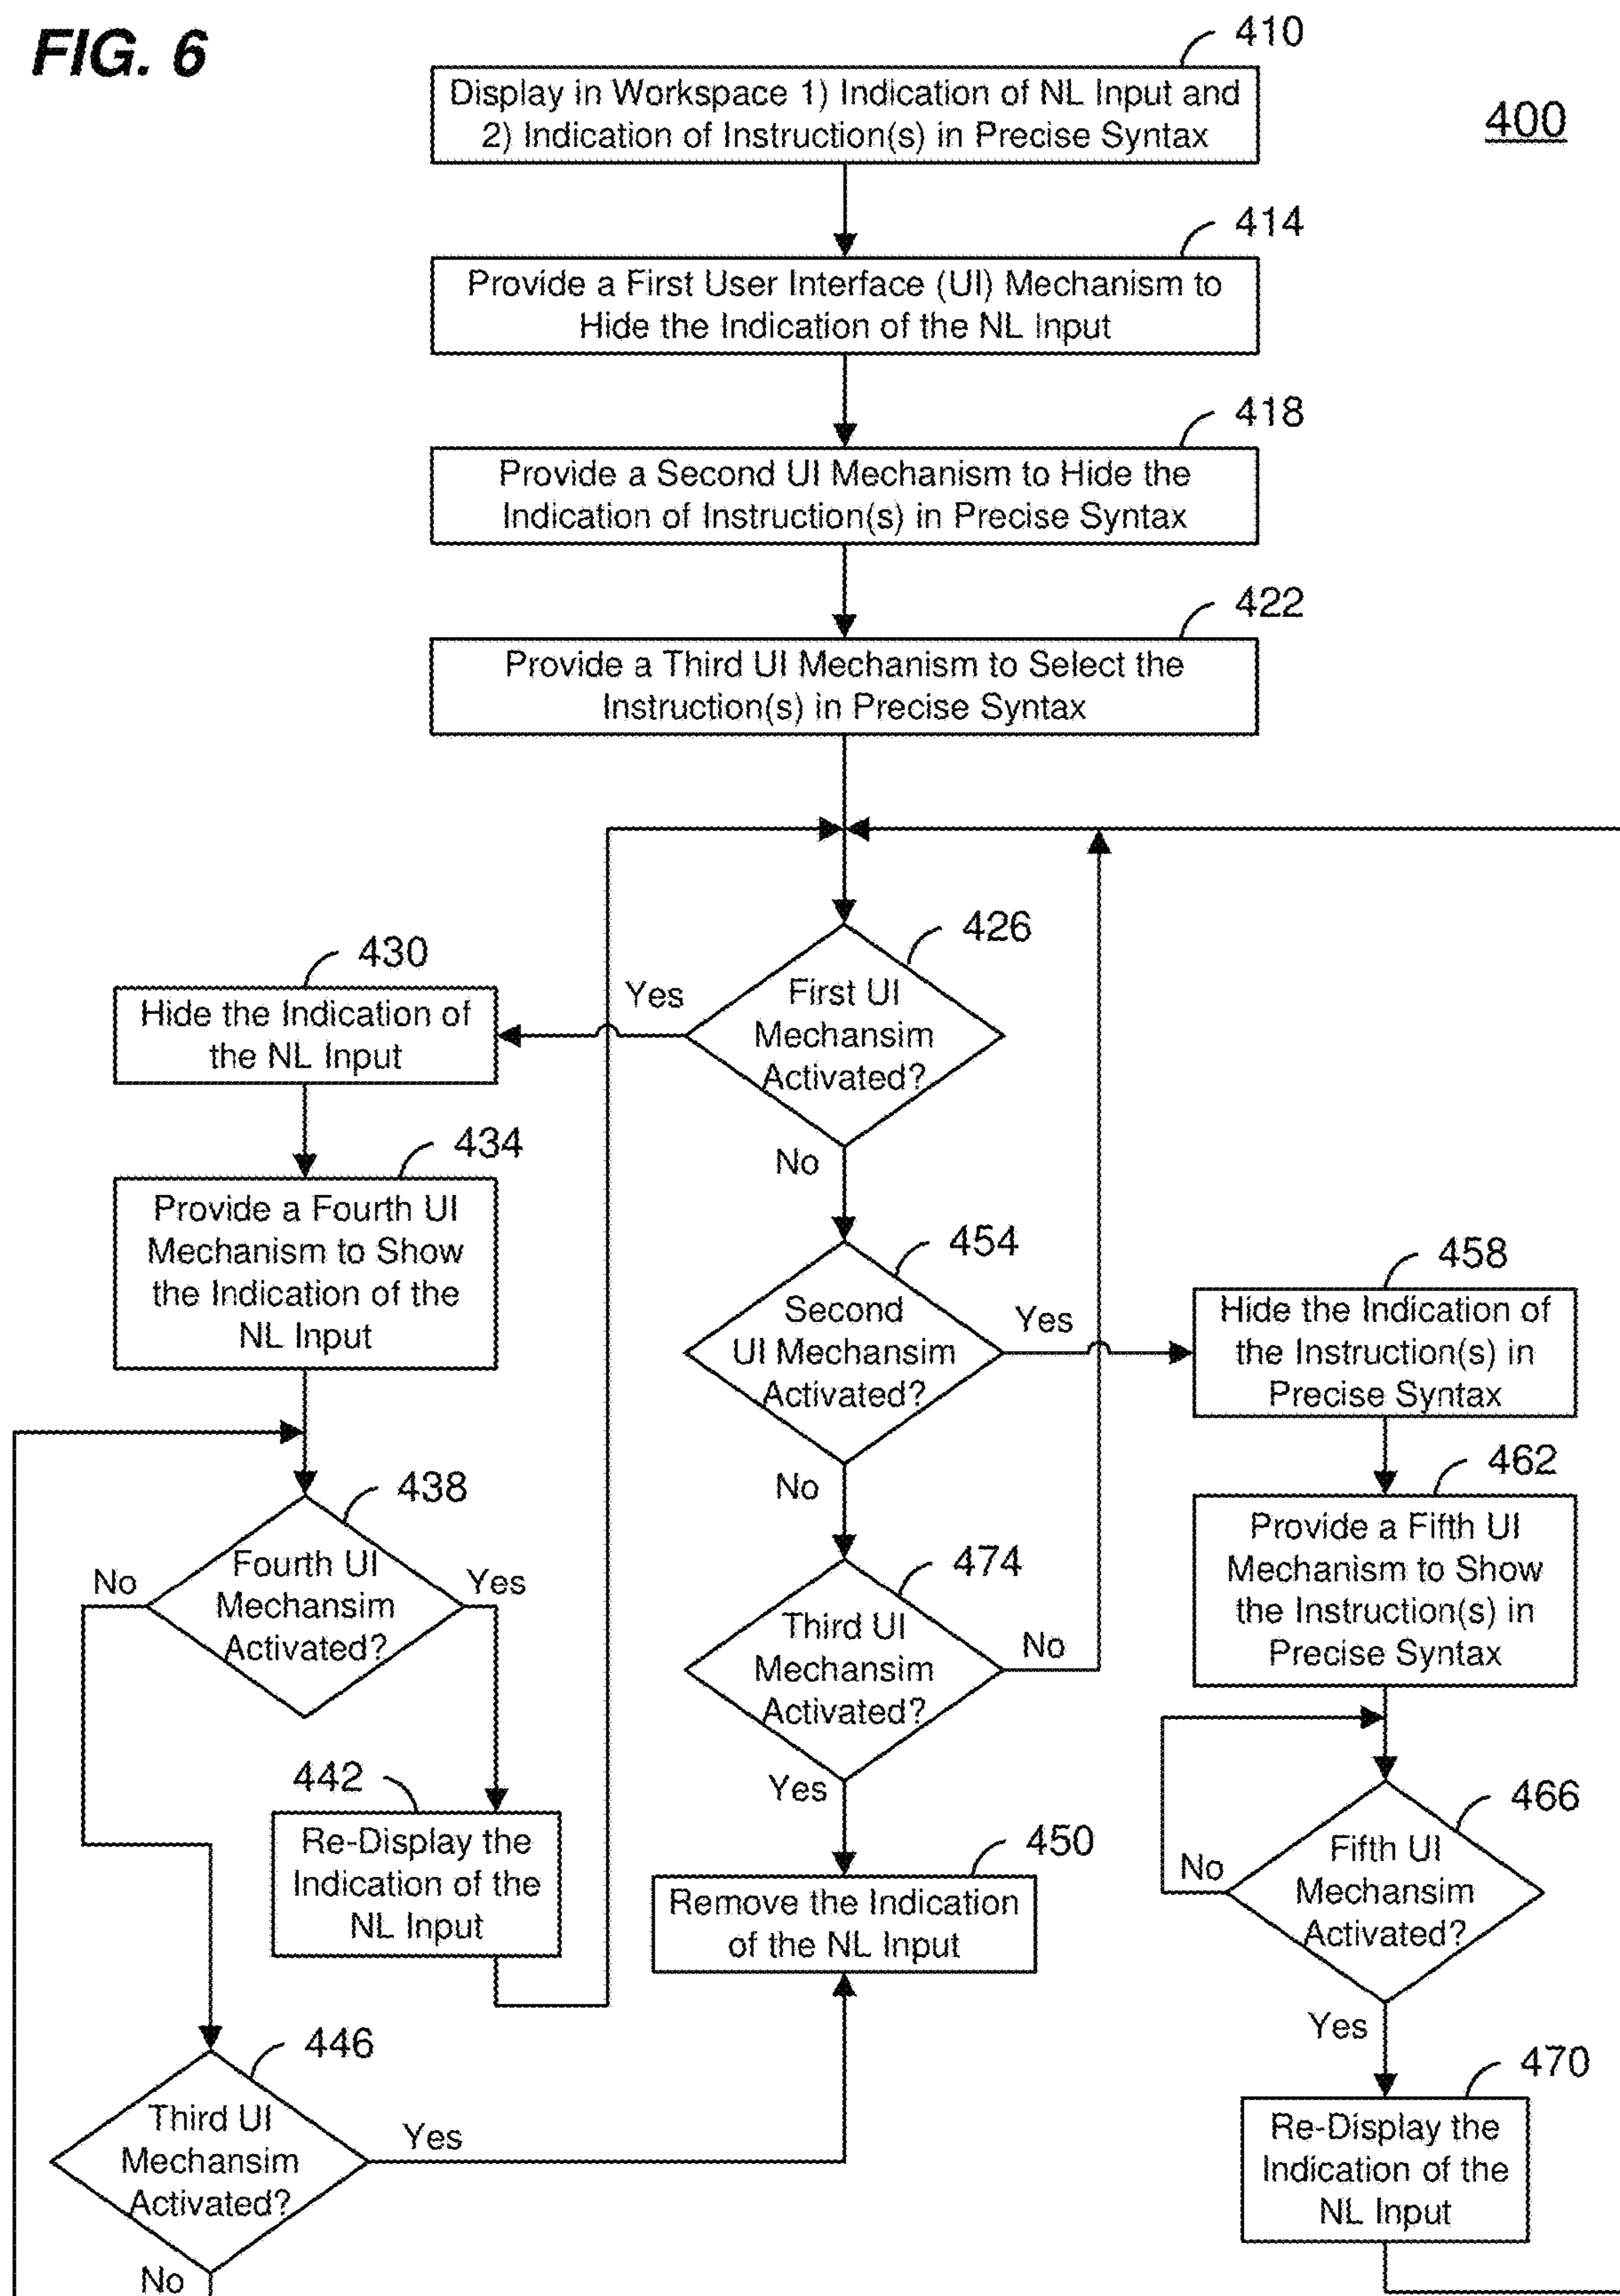 FIG. 6
410
Display in Workspace 1) Indication of NL Input and
2) Indication of Instruction(s) in Precise Syntax
400
414
Provide a First User Interface (UI) Mechanism to
Hide the Indication of the NL Input
418
Provide a Second UI Mechanism to Hide the
Indication of Instruction(s) in Precise Syntax
422
Provide a Third UI Mechanism to Select the
Instruction(s) in Precise Syntax
426
First UI
Mechansim
Activated?
Yes
No
430
Hide the Indication of
the NL Input
434
Provide a Fourth UI
Mechanism to Show
the Indication of the
NL Input
438
Fourth UI
Mechansim
Activated?
No
Yes
442
Re-Display the
Indication of the
NL Input
446
Third UI
Mechansim
Activated?
Yes
No
454
Second
UI Mechansim
Activated?
Yes
No
474
Third UI
Mechansim
Activated?
No
Yes
450
Remove the Indication
of the NL Input
458
Hide the Indication of
the Instruction(s) in
Precise Syntax
462
Provide a Fifth UI
Mechanism to Show
the Instruction(s) in
Precise Syntax
466
Fifth UI
Mechansim
Activated?
No
Yes
470
Re-Display the
Indication of the
NL Input